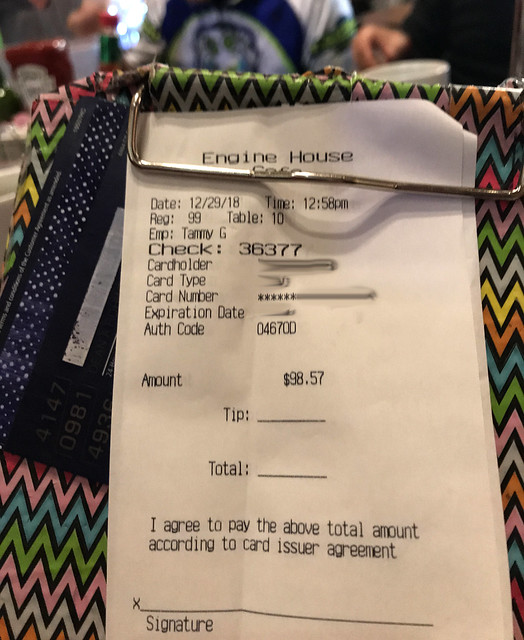 Engine House
Date: 12/29/18 Time: 12:58pm
Reg: 99 Table: 10
Emp: Tammy G
Check: 36377
Cardholder
Card Type
Card Number ******
Expiration Date
Auth Code 04670D
Amount $98.57
Tip:
Total:
I agree to pay the above total amount
according to card issuer agreement
X
Signature